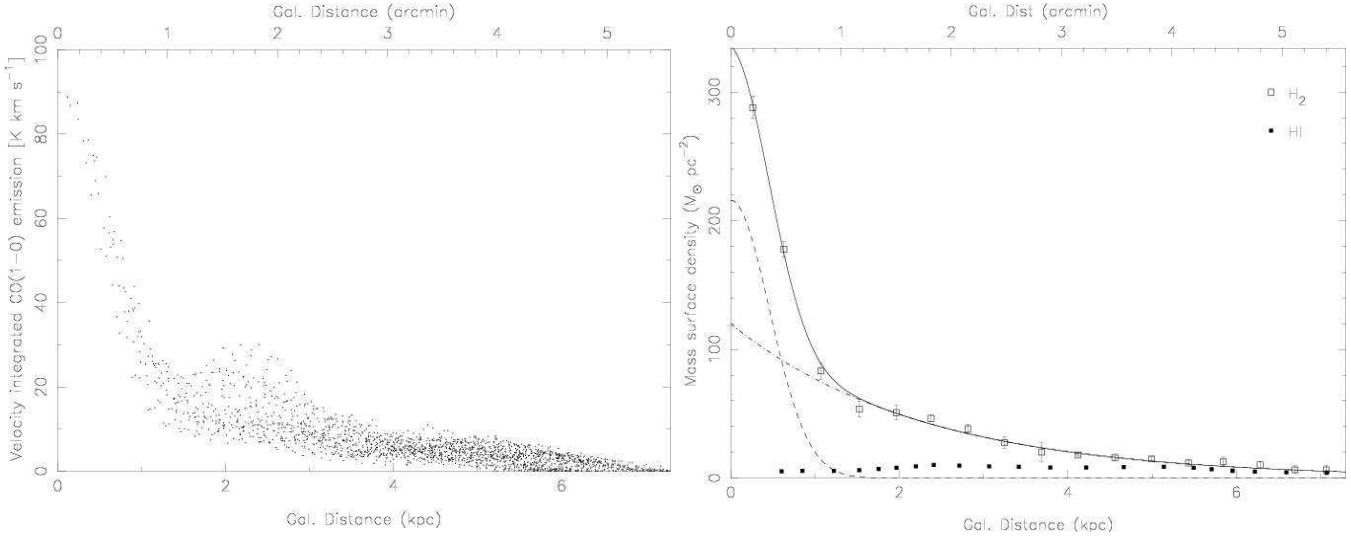 Gal. Distance (arcmin)
0 1 2 3 4 5
Velocity integrated CO(1−0) emission [K km s⁻¹]
100
80
60
40
20
0
0 2 4 6
Gal. Distance (kpc)
Gal. Dist (arcmin)
0 1 2 3 4 5
Mass surface density (M☉ pc⁻²)
300
200
100
0
H₂
HI
0 2 4 6
Gal. Distance (kpc)